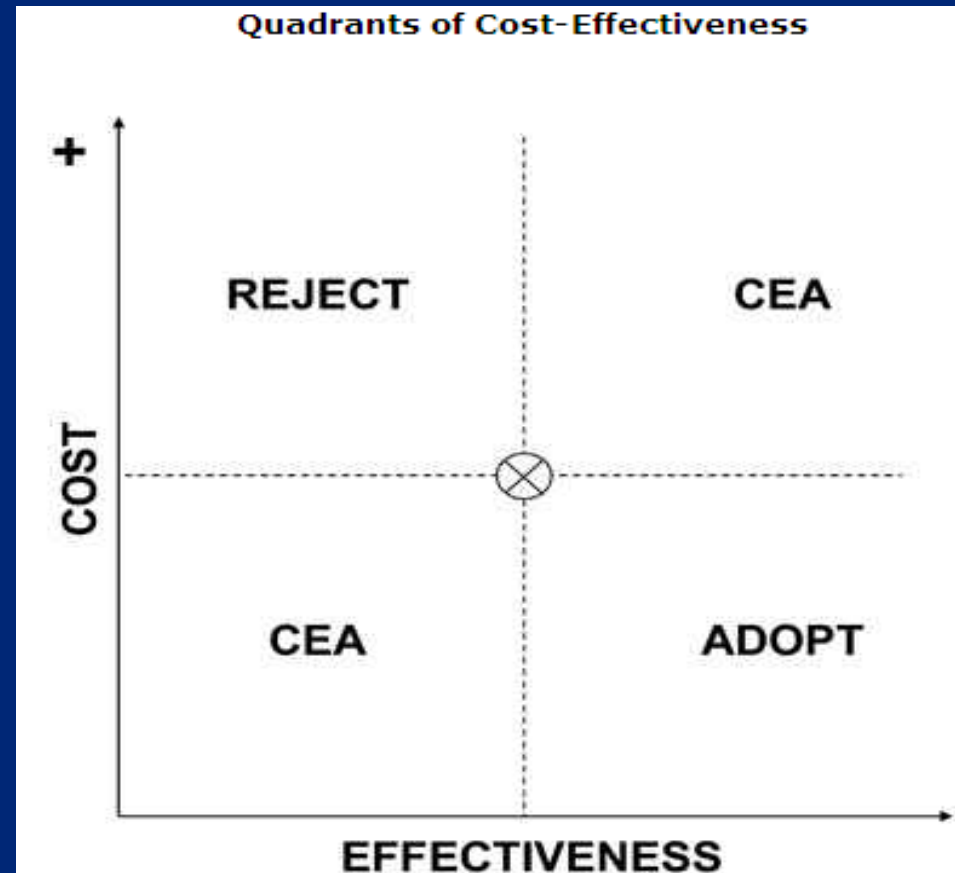 Quadrants of Cost-Effectiveness
+
REJECT
CEA
COST
CEA
ADOPT
EFFECTIVENESS